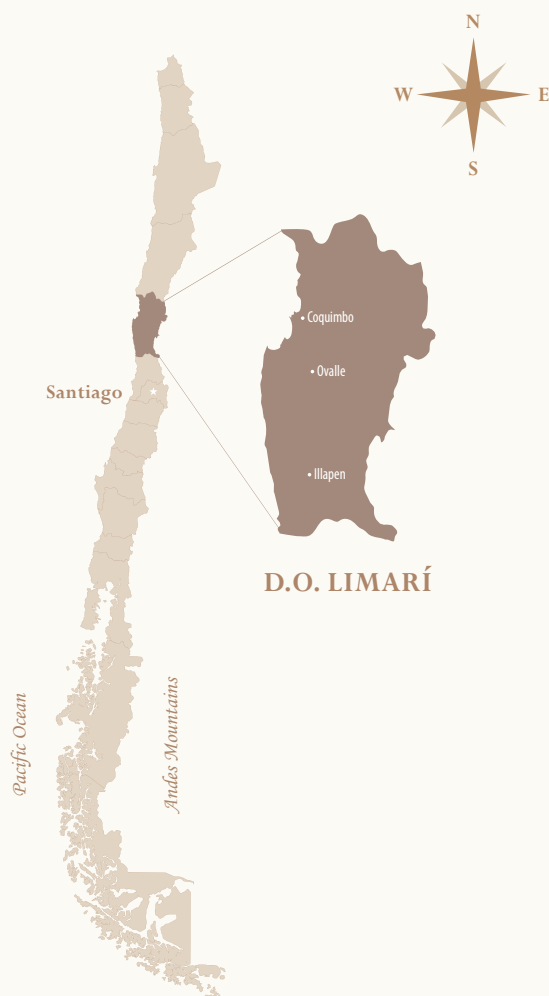 N
W
E
S
Coquimbo
Ovalle
Santiago
Illapen
D.O. LIMARÍ
Pacific Ocean
Andes Mountains